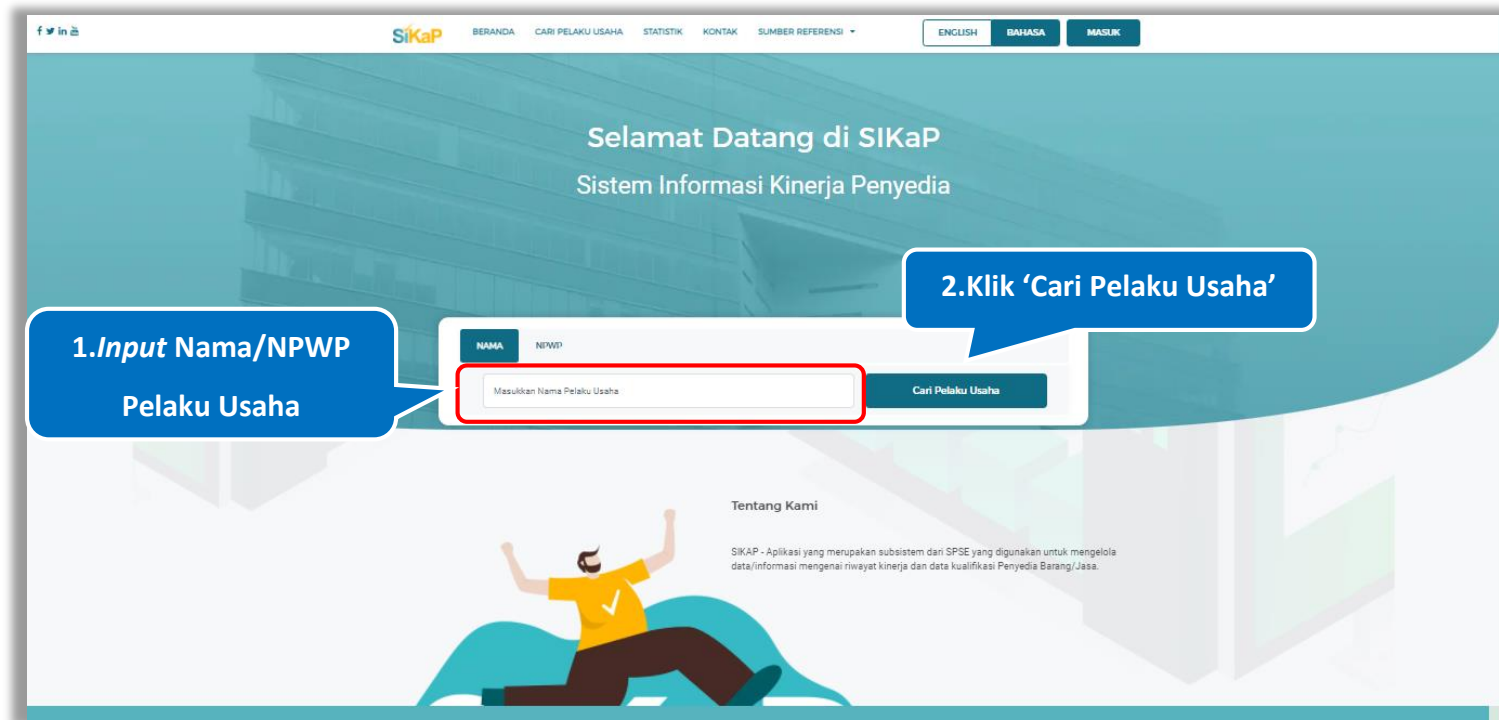 SIKaP
BERANDA CARI PELAKU USAHA STATISTIK KONTAK SUMBER REFERENSI
ENGLISH BAHASA MASUK
Selamat Datang di SIKaP
Sistem Informasi Kinerja Penyedia
2.Klik ‘Cari Pelaku Usaha’
1.Input Nama/NPWP
Pelaku Usaha
NAMA NPWP
Masukkan Nama Pelaku Usaha
Cari Pelaku Usaha
Tentang Kami
SIKAP - Aplikasi yang merupakan subsistem dari SPSE yang digunakan untuk mengelola
data/informasi mengenai riwayat kinerja dan data kualifikasi Penyedia Barang/Jasa.